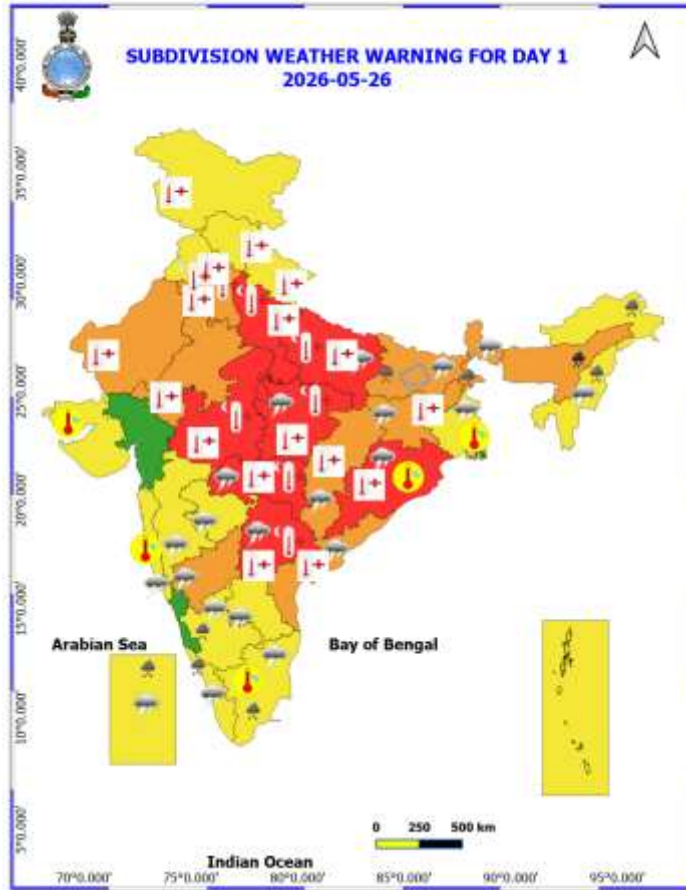 SUBDIVISION WEATHER WARNING FOR DAY 1
2026-05-26
40°0.000'
35°0.000'
30°0.000'
25°0.000'
20°0.000'
15°0.000'
10°0.000'
5°0.000'
Arabian Sea
Bay of Bengal
0 250 500 km
Indian Ocean
70°0.000' 75°0.000' 80°0.000' 85°0.000' 90°0.000' 95°0.000'